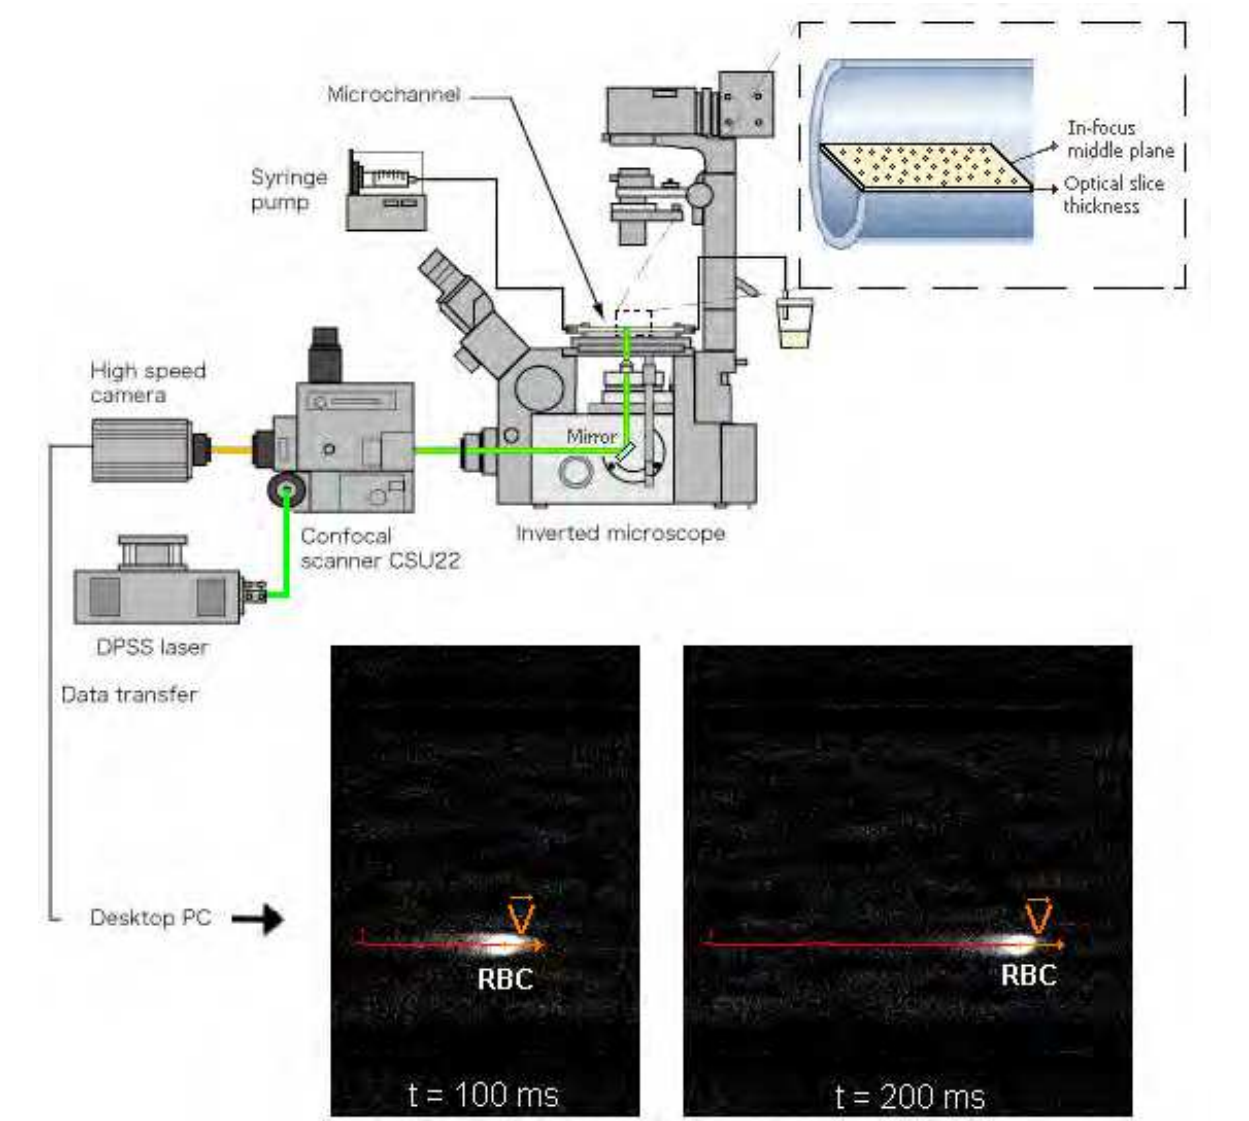 Microchannel
Syringe
pump
In-focus
middle plane
Optical slice
thickness
High speed
camera
Mirror
Inverted microscope
Confocal
scanner CSU22
DPSS laser
Data transfer
Desktop PC
V
RBC
t = 100 ms
V
RBC
t = 200 ms